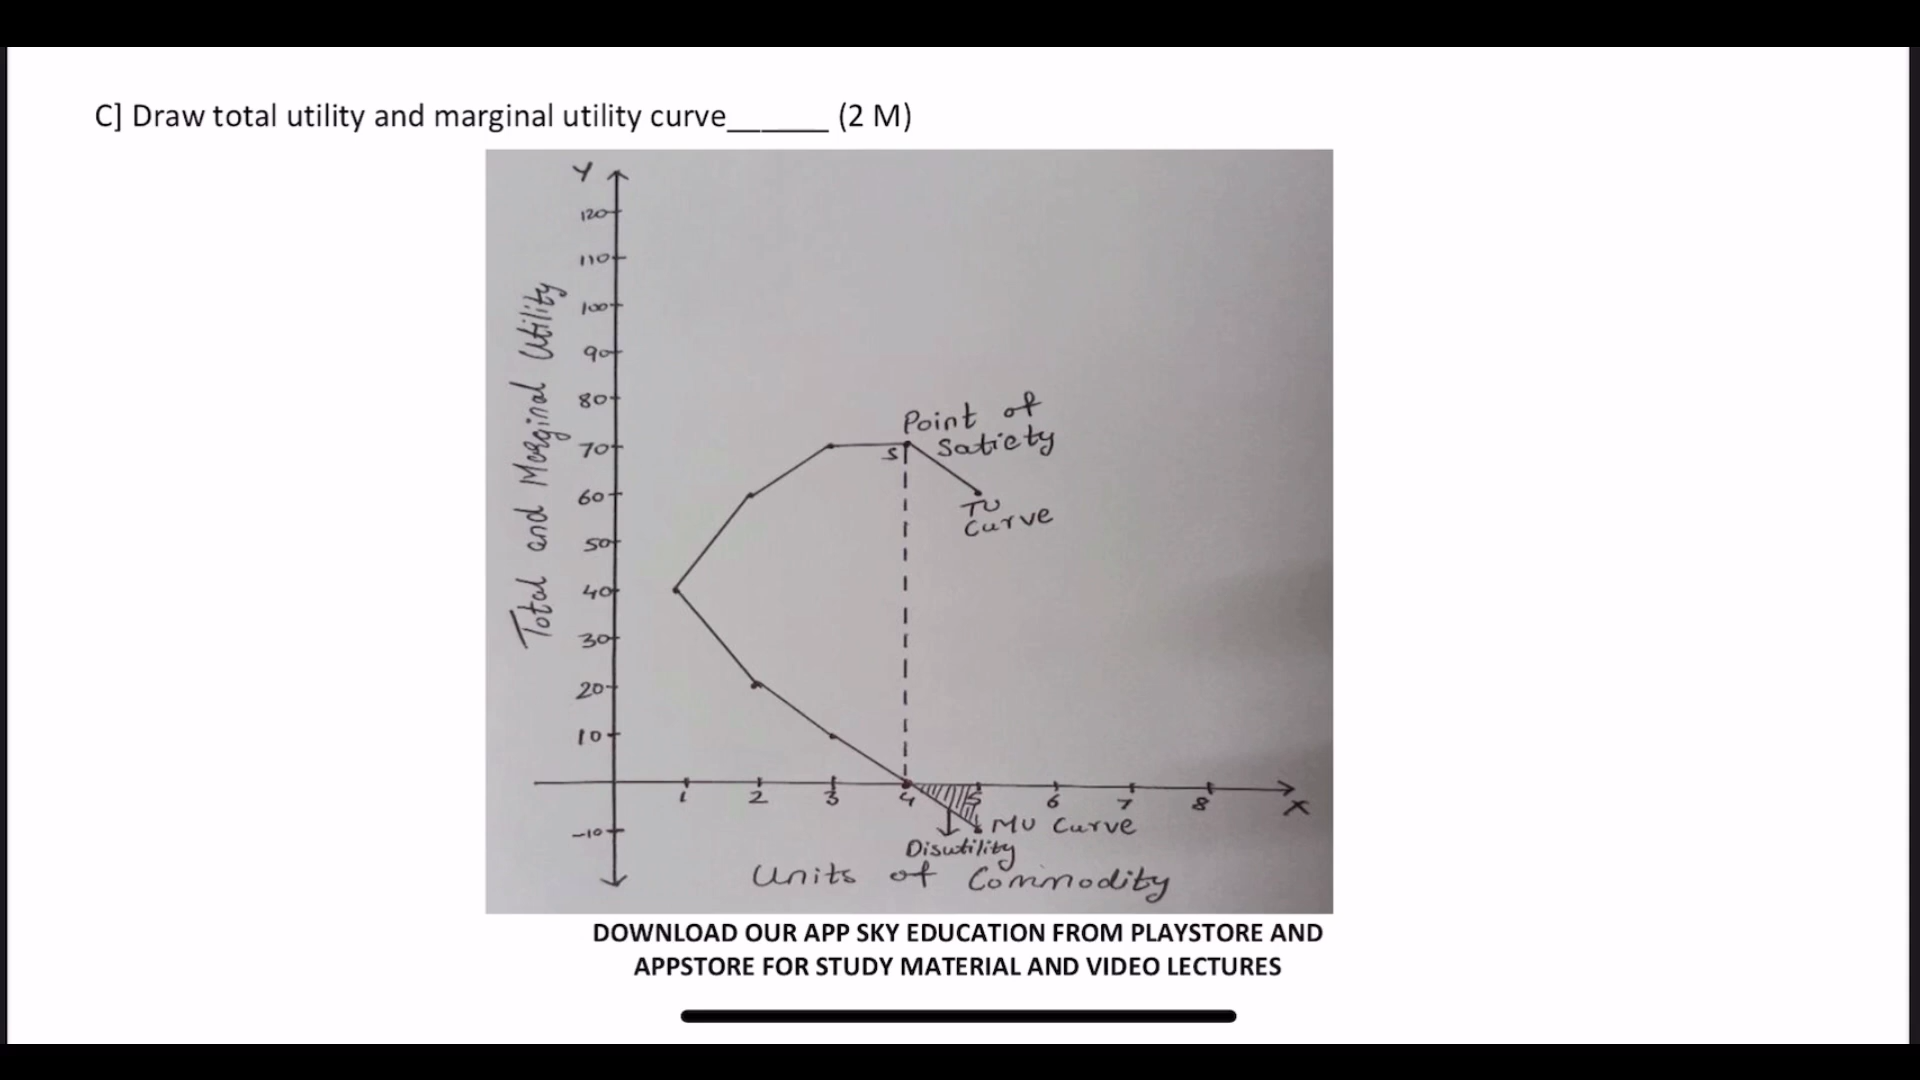 C] Draw total utility and marginal utility curve______ (2 M)
Y
120
110
100
90
80
70
60
50
40
30
20
10
-10
Total and Marginal Utility
Point of
Satiety
S
TU
Curve
1 2 3 4 5 6 7 8
X
MU Curve
Disutility
Units of Commodity
DOWNLOAD OUR APP SKY EDUCATION FROM PLAYSTORE AND
APPSTORE FOR STUDY MATERIAL AND VIDEO LECTURES